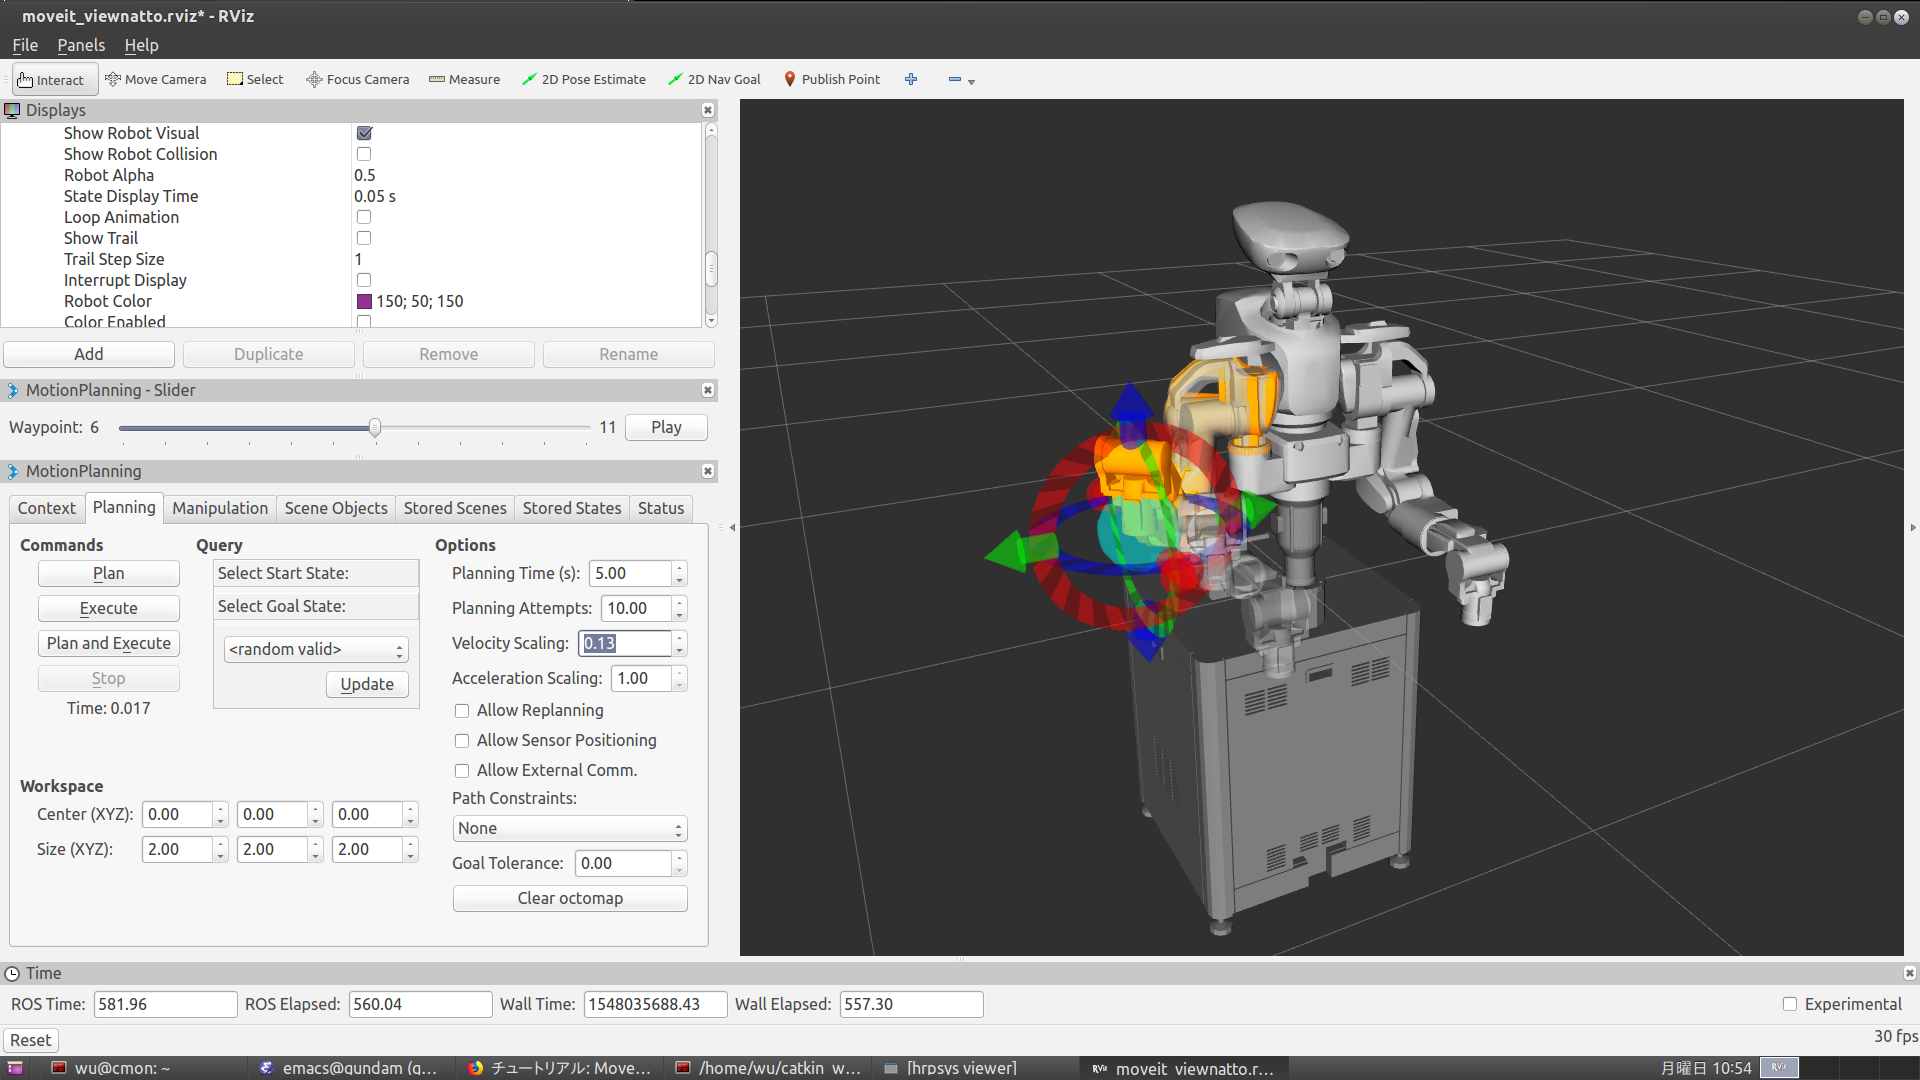 moveit_viewnatto.rviz* - RViz
File Panels Help
Interact Move Camera Select Focus Camera Measure 2D Pose Estimate 2D Nav Goal Publish Point
Displays
Show Robot Visual
Show Robot Collision
Robot Alpha 0.5
State Display Time 0.05 s
Loop Animation
Show Trail
Trail Step Size 1
Interrupt Display
Robot Color 150; 50; 150
Color Enabled
Add Duplicate Remove Rename
MotionPlanning - Slider
Waypoint: 6 11 Play
MotionPlanning
Context Planning Manipulation Scene Objects Stored Scenes Stored States Status
Commands Query Options
Plan Select Start State: Planning Time (s): 5.00
Execute Select Goal State: Planning Attempts: 10.00
Plan and Execute <random valid> Velocity Scaling: 0.13
Stop Update Acceleration Scaling: 1.00
Time: 0.017 Allow Replanning
Allow Sensor Positioning
Allow External Comm.
Workspace Path Constraints:
Center (XYZ): 0.00 0.00 0.00 None
Size (XYZ): 2.00 2.00 2.00 Goal Tolerance: 0.00
Clear octomap
Time
ROS Time: 581.96 ROS Elapsed: 560.04 Wall Time: 1548035688.43 Wall Elapsed: 557.30 Experimental
Reset 30 fps
wu@cmon: ~ emacs@gundam (g... チュートリアル: Move... /home/wu/catkin_w... [hrpsys viewer] RViz moveit_viewnatto.r... 月曜日 10:54 RViz